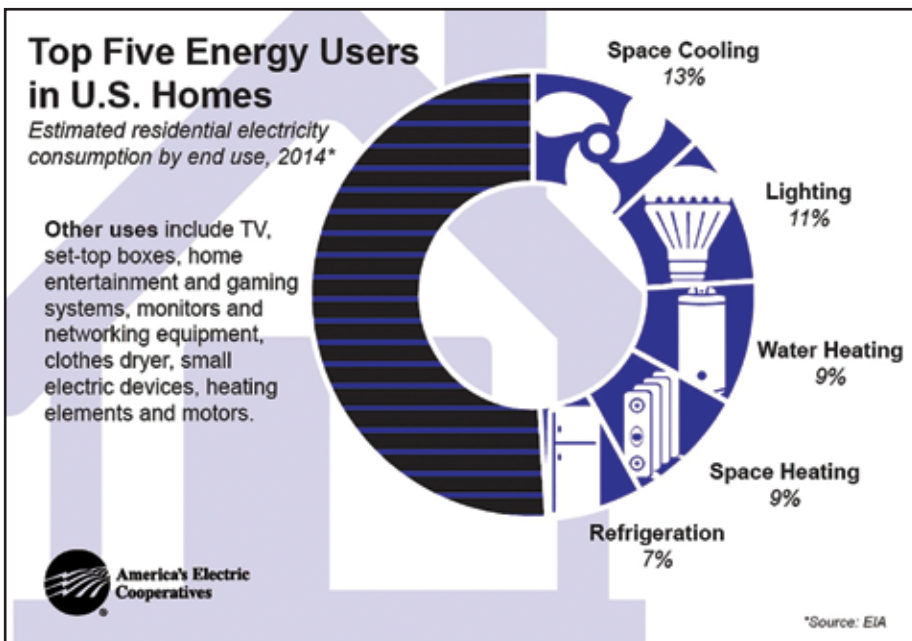 Top Five Energy Users
in U.S. Homes
Estimated residential electricity
consumption by end use, 2014*
Other uses include TV,
set-top boxes, home
entertainment and gaming
systems, monitors and
networking equipment,
clothes dryer, small
electric devices, heating
elements and motors.
Space Cooling
13%
Lighting
11%
Water Heating
9%
Space Heating
9%
Refrigeration
7%
America's Electric
Cooperatives
®
*Source: EIA